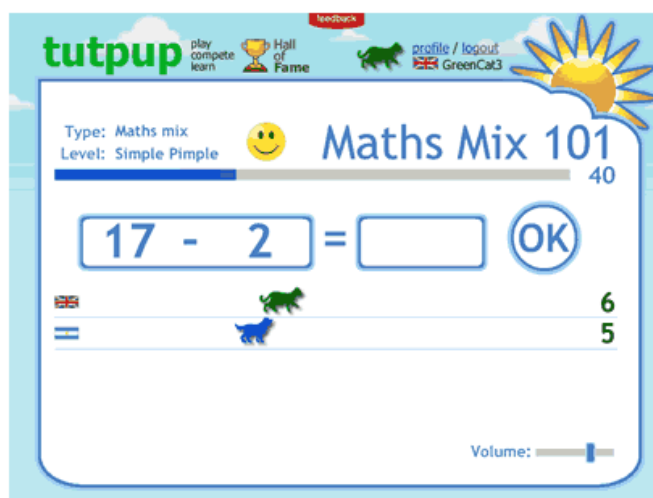 feedback
tutpup
play
compete
learn
Hall
of
Fame
profile / logout
GreenCat3
Type: Maths mix
Level: Simple Pimple
Maths Mix 101
40
17 - 2 = OK
6
5
Volume: